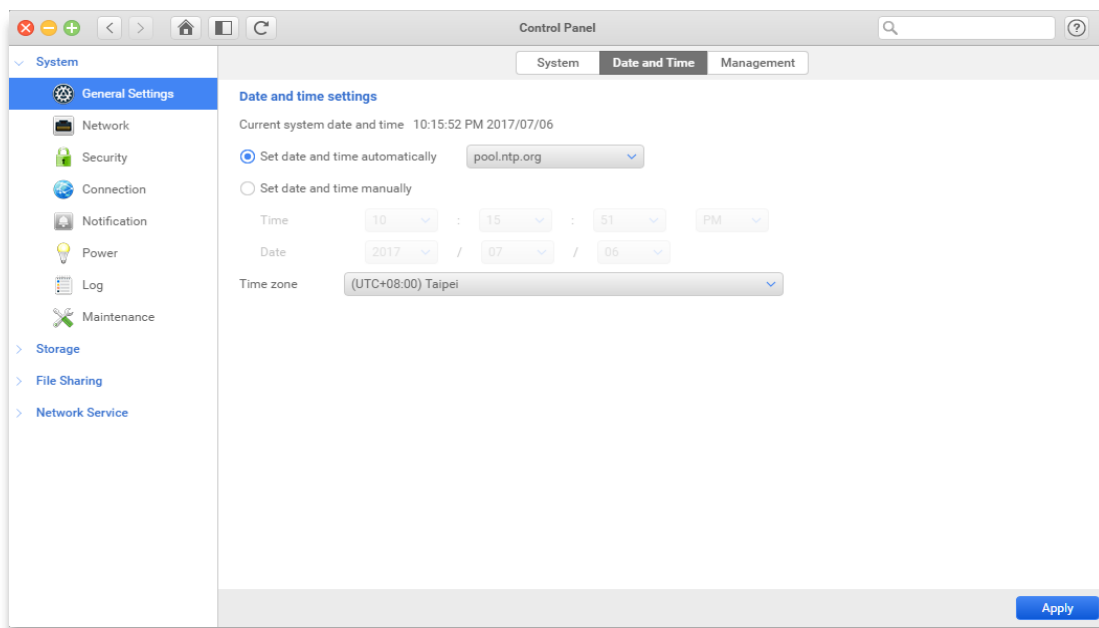 Control Panel
?
System
General Settings
Network
Security
Connection
Notification
Power
Log
Maintenance
Storage
File Sharing
Network Service
System Date and Time Management
Date and time settings
Current system date and time 10:15:52 PM 2017/07/06
Set date and time automatically pool.ntp.org
Set date and time manually
Time 10 : 15 : 51 PM
Date 2017 / 07 / 06
Time zone (UTC+08:00) Taipei
Apply